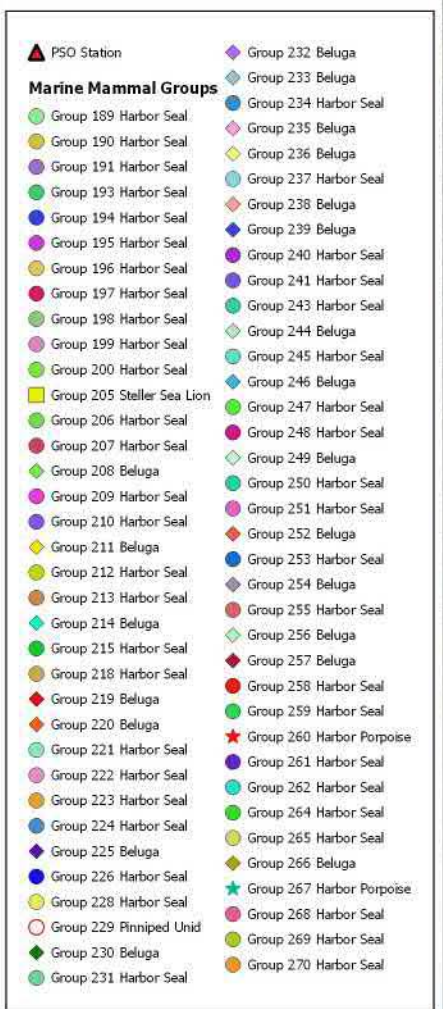 PSO Station
Marine Mammal Groups
Group 189 Harbor Seal
Group 190 Harbor Seal
Group 191 Harbor Seal
Group 193 Harbor Seal
Group 194 Harbor Seal
Group 195 Harbor Seal
Group 196 Harbor Seal
Group 197 Harbor Seal
Group 198 Harbor Seal
Group 199 Harbor Seal
Group 200 Harbor Seal
Group 205 Steller Sea Lion
Group 206 Harbor Seal
Group 207 Harbor Seal
Group 208 Beluga
Group 209 Harbor Seal
Group 210 Harbor Seal
Group 211 Beluga
Group 212 Harbor Seal
Group 213 Harbor Seal
Group 214 Beluga
Group 215 Harbor Seal
Group 218 Harbor Seal
Group 219 Beluga
Group 220 Beluga
Group 221 Harbor Seal
Group 222 Harbor Seal
Group 223 Harbor Seal
Group 224 Harbor Seal
Group 225 Beluga
Group 226 Harbor Seal
Group 228 Harbor Seal
Group 229 Pinniped Unid
Group 230 Beluga
Group 231 Harbor Seal
Group 232 Beluga
Group 233 Beluga
Group 234 Harbor Seal
Group 235 Beluga
Group 236 Beluga
Group 237 Harbor Seal
Group 238 Beluga
Group 239 Beluga
Group 240 Harbor Seal
Group 241 Harbor Seal
Group 243 Harbor Seal
Group 244 Beluga
Group 245 Harbor Seal
Group 246 Beluga
Group 247 Harbor Seal
Group 248 Harbor Seal
Group 249 Beluga
Group 250 Harbor Seal
Group 251 Harbor Seal
Group 252 Beluga
Group 253 Harbor Seal
Group 254 Beluga
Group 255 Harbor Seal
Group 256 Beluga
Group 257 Beluga
Group 258 Harbor Seal
Group 259 Harbor Seal
Group 260 Harbor Porpoise
Group 261 Harbor Seal
Group 262 Harbor Seal
Group 264 Harbor Seal
Group 265 Harbor Seal
Group 266 Beluga
Group 267 Harbor Porpoise
Group 268 Harbor Seal
Group 269 Harbor Seal
Group 270 Harbor Seal